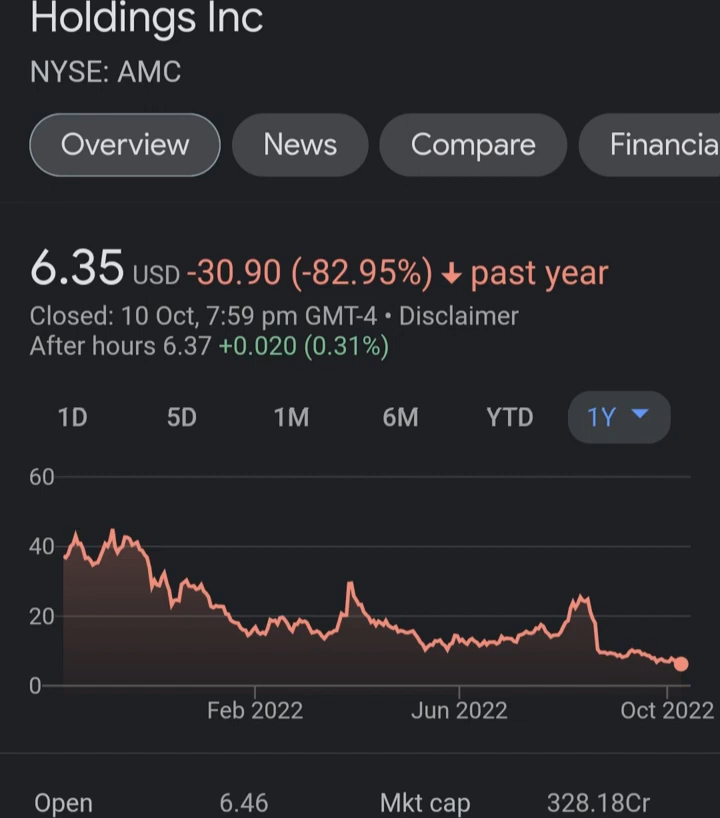 Holdings Inc
NYSE: AMC
Overview News Compare Financia
6.35 USD -30.90 (-82.95%) ↓ past year
Closed: 10 Oct, 7:59 pm GMT-4 • Disclaimer
After hours 6.37 +0.020 (0.31%)
1D 5D 1M 6M YTD 1Y
60
40
20
0
Feb 2022 Jun 2022 Oct 2022
Open 6.46 Mkt cap 328.18Cr